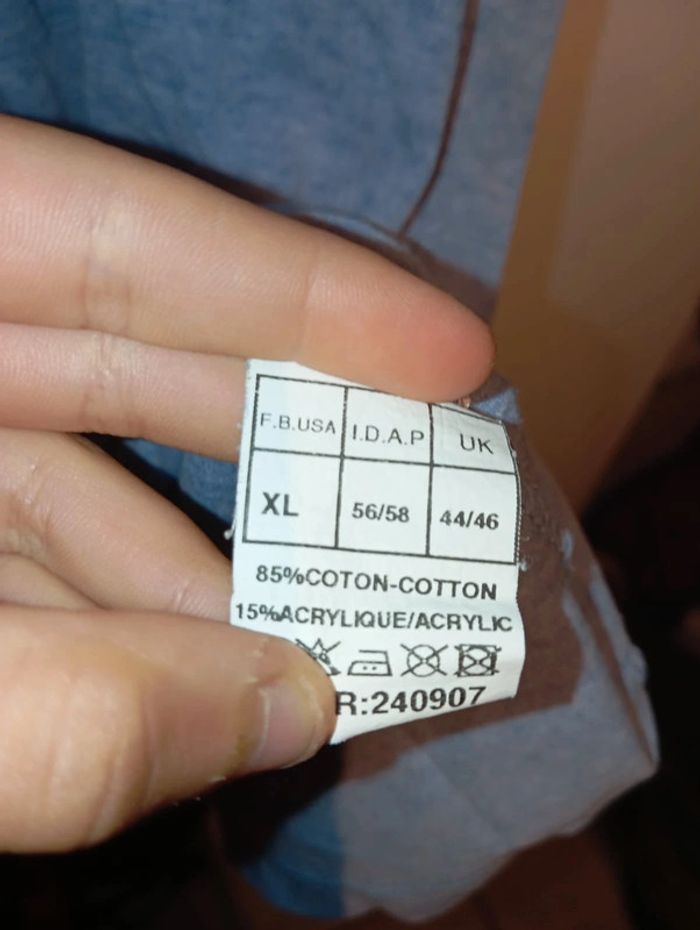 F.B.USA I.D.A.P UK
XL 56/58 44/46
85%COTON-COTTON
15%ACRYLIQUE/ACRYLIC
R:240907